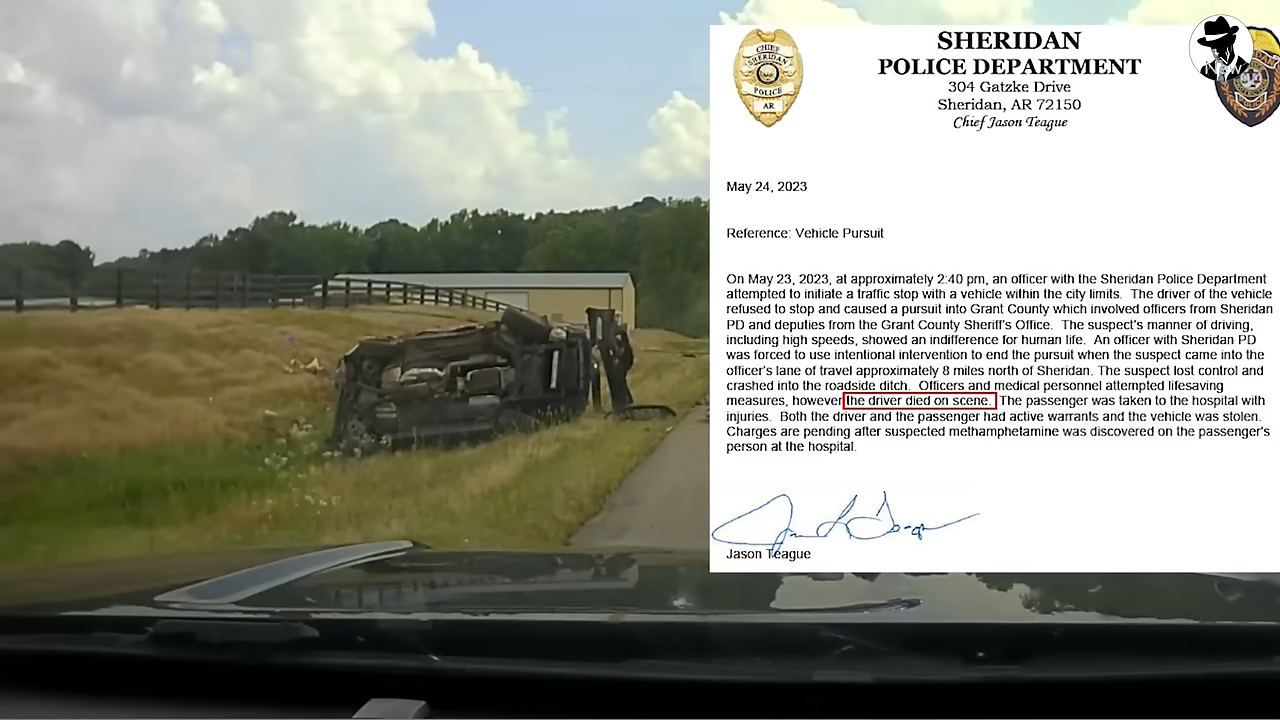 CHIEF
SHERIDAN
POLICE
AR
SHERIDAN
POLICE DEPARTMENT
304 Gatzke Drive
Sheridan, AR 72150
Chief Jason Teague
May 24, 2023
Reference: Vehicle Pursuit
On May 23, 2023, at approximately 2:40 pm, an officer with the Sheridan Police Department
attempted to initiate a traffic stop with a vehicle within the city limits. The driver of the vehicle
refused to stop and caused a pursuit into Grant County which involved officers from Sheridan
PD and deputies from the Grant County Sheriff's Office. The suspect's manner of driving,
including high speeds, showed an indifference for human life. An officer with Sheridan PD
was forced to use intentional intervention to end the pursuit when the suspect came into the
officer's lane of travel approximately 8 miles north of Sheridan. The suspect lost control and
crashed into the roadside ditch. Officers and medical personnel attempted lifesaving
measures, however the driver died on scene. The passenger was taken to the hospital with
injuries. Both the driver and the passenger had active warrants and the vehicle was stolen.
Charges are pending after suspected methamphetamine was discovered on the passenger's
person at the hospital.
Jason Teague